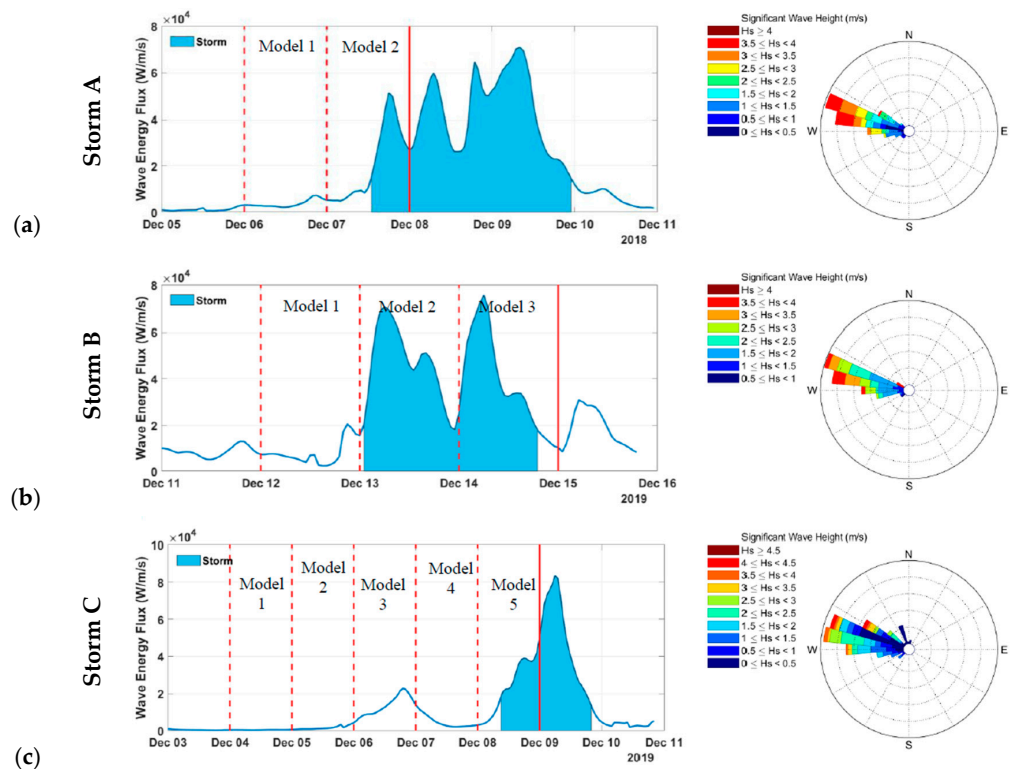 Storm A
(a)
×10⁴
Wave Energy Flux (W/m/s)
8
6
4
2
0
Storm
Model 1
Model 2
Dec 05
Dec 06
Dec 07
Dec 08
Dec 09
Dec 10
Dec 11
2018
Significant Wave Height (m/s)
Hs ≥ 4
3.5 ≤ Hs < 4
3 ≤ Hs < 3.5
2.5 ≤ Hs < 3
2 ≤ Hs < 2.5
1.5 ≤ Hs < 2
1 ≤ Hs < 1.5
0.5 ≤ Hs < 1
0 ≤ Hs < 0.5
N
W
E
S
Storm B
(b)
×10⁴
Wave Energy Flux (W/m/s)
8
6
4
2
0
Storm
Model 1
Model 2
Model 3
Dec 11
Dec 12
Dec 13
Dec 14
Dec 15
Dec 16
2019
Significant Wave Height (m/s)
Hs ≥ 4
3.5 ≤ Hs < 4
3 ≤ Hs < 3.5
2.5 ≤ Hs < 3
2 ≤ Hs < 2.5
1.5 ≤ Hs < 2
1 ≤ Hs < 1.5
0.5 ≤ Hs < 1
N
W
E
S
Storm C
(c)
×10⁴
Wave Energy Flux (W/m/s)
10
8
6
4
2
0
Storm
Model
1
Model
2
Model
3
Model
4
Model
5
Dec 03
Dec 04
Dec 05
Dec 06
Dec 07
Dec 08
Dec 09
Dec 10
Dec 11
2019
Significant Wave Height (m/s)
Hs ≥ 4.5
4 ≤ Hs < 4.5
3.5 ≤ Hs < 4
3 ≤ Hs < 3.5
2.5 ≤ Hs < 3
2 ≤ Hs < 2.5
1.5 ≤ Hs < 2
1 ≤ Hs < 1.5
0.5 ≤ Hs < 1
0 ≤ Hs < 0.5
N
W
E
S